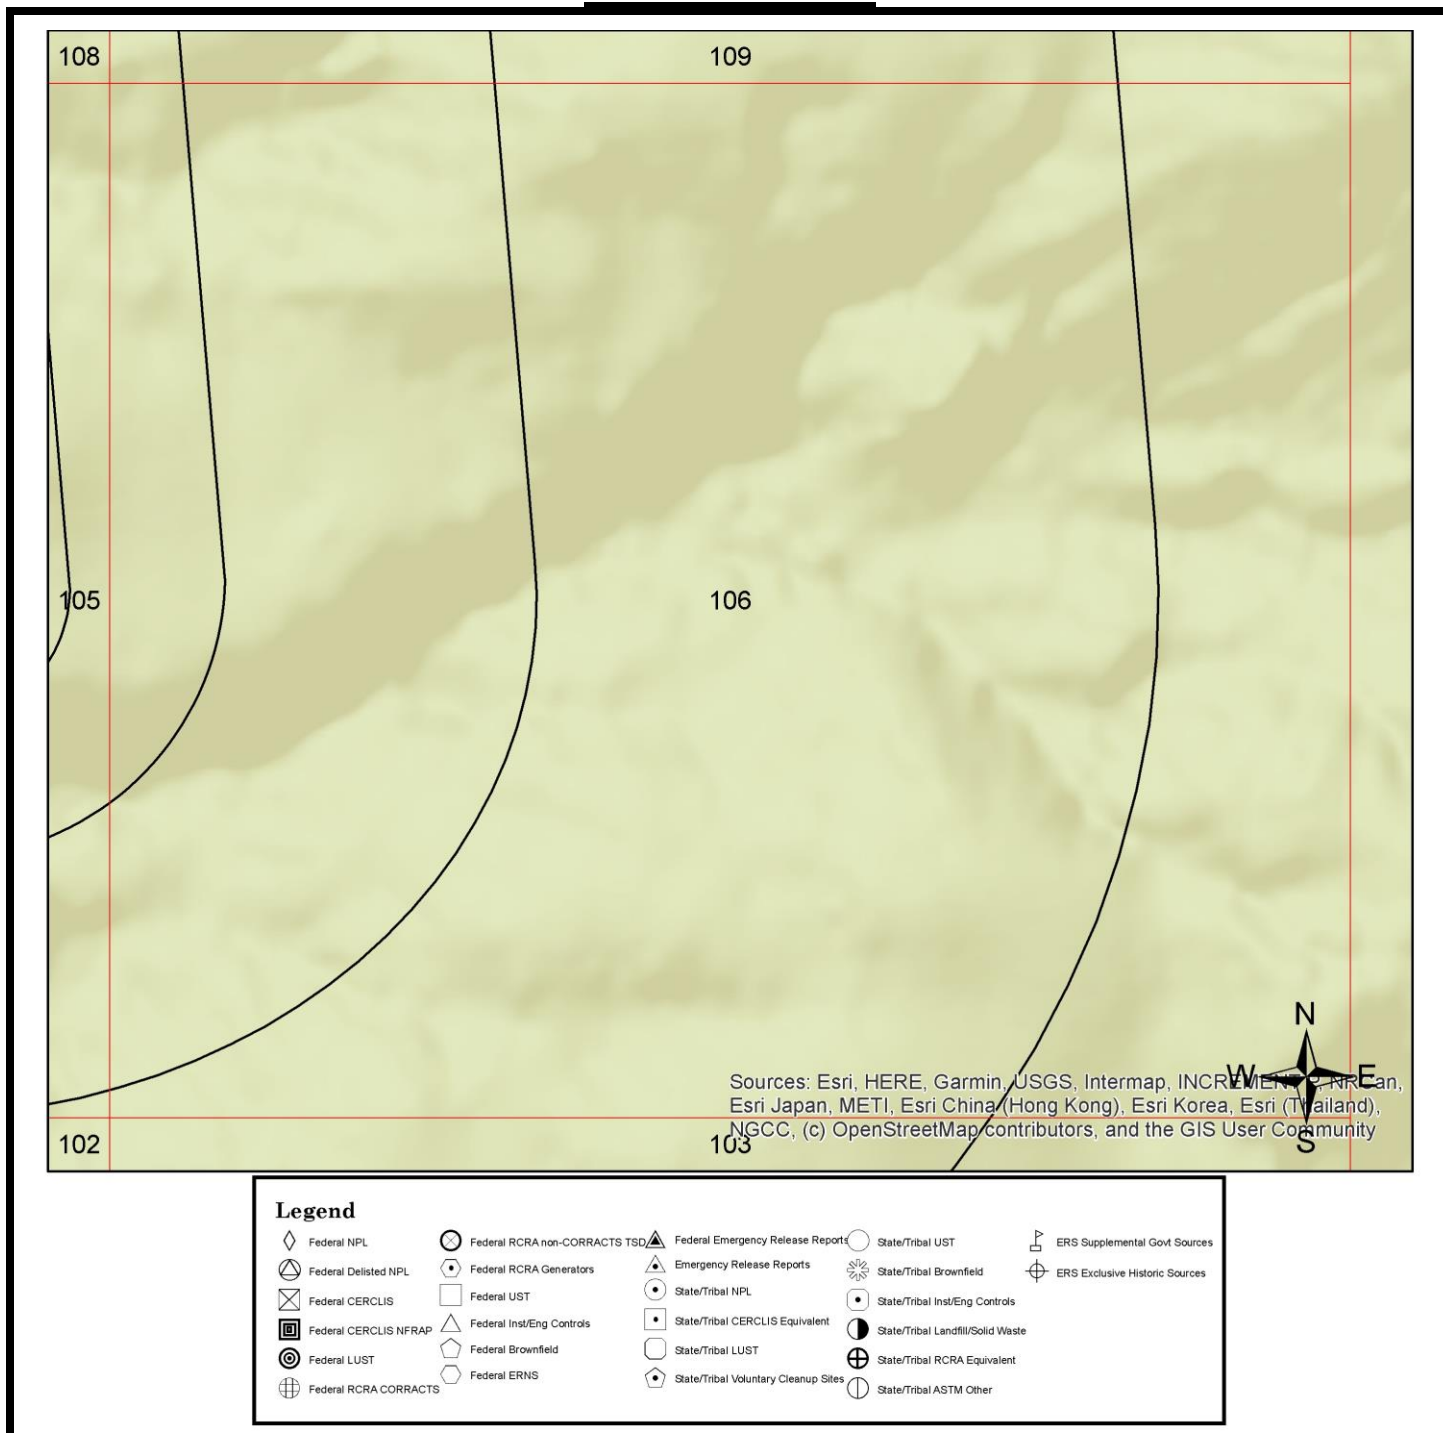 108
109
105
106
N
W
E
Sources: Esri, HERE, Garmin, USGS, Intermap, INCREMENT P, NRCan,
Esri Japan, METI, Esri China (Hong Kong), Esri Korea, Esri (Thailand),
NGCC, (c) OpenStreetMap contributors, and the GIS User Community
S
102
103
Legend
Federal NPL
Federal Delisted NPL
Federal CERCLIS
Federal CERCLIS NFRAP
Federal LUST
Federal RCRA CORRACTS
Federal RCRA non-CORRACTS TSD
Federal RCRA Generators
Federal UST
Federal Inst/Eng Controls
Federal Brownfield
Federal ERNS
Federal Emergency Release Reports
Emergency Release Reports
State/Tribal NPL
State/Tribal CERCLIS Equivalent
State/Tribal LUST
State/Tribal Voluntary Cleanup Sites
State/Tribal UST
State/Tribal Brownfield
State/Tribal Inst/Eng Controls
State/Tribal Landfill/Solid Waste
State/Tribal RCRA Equivalent
State/Tribal ASTM Other
ERS Supplemental Govt Sources
ERS Exclusive Historic Sources